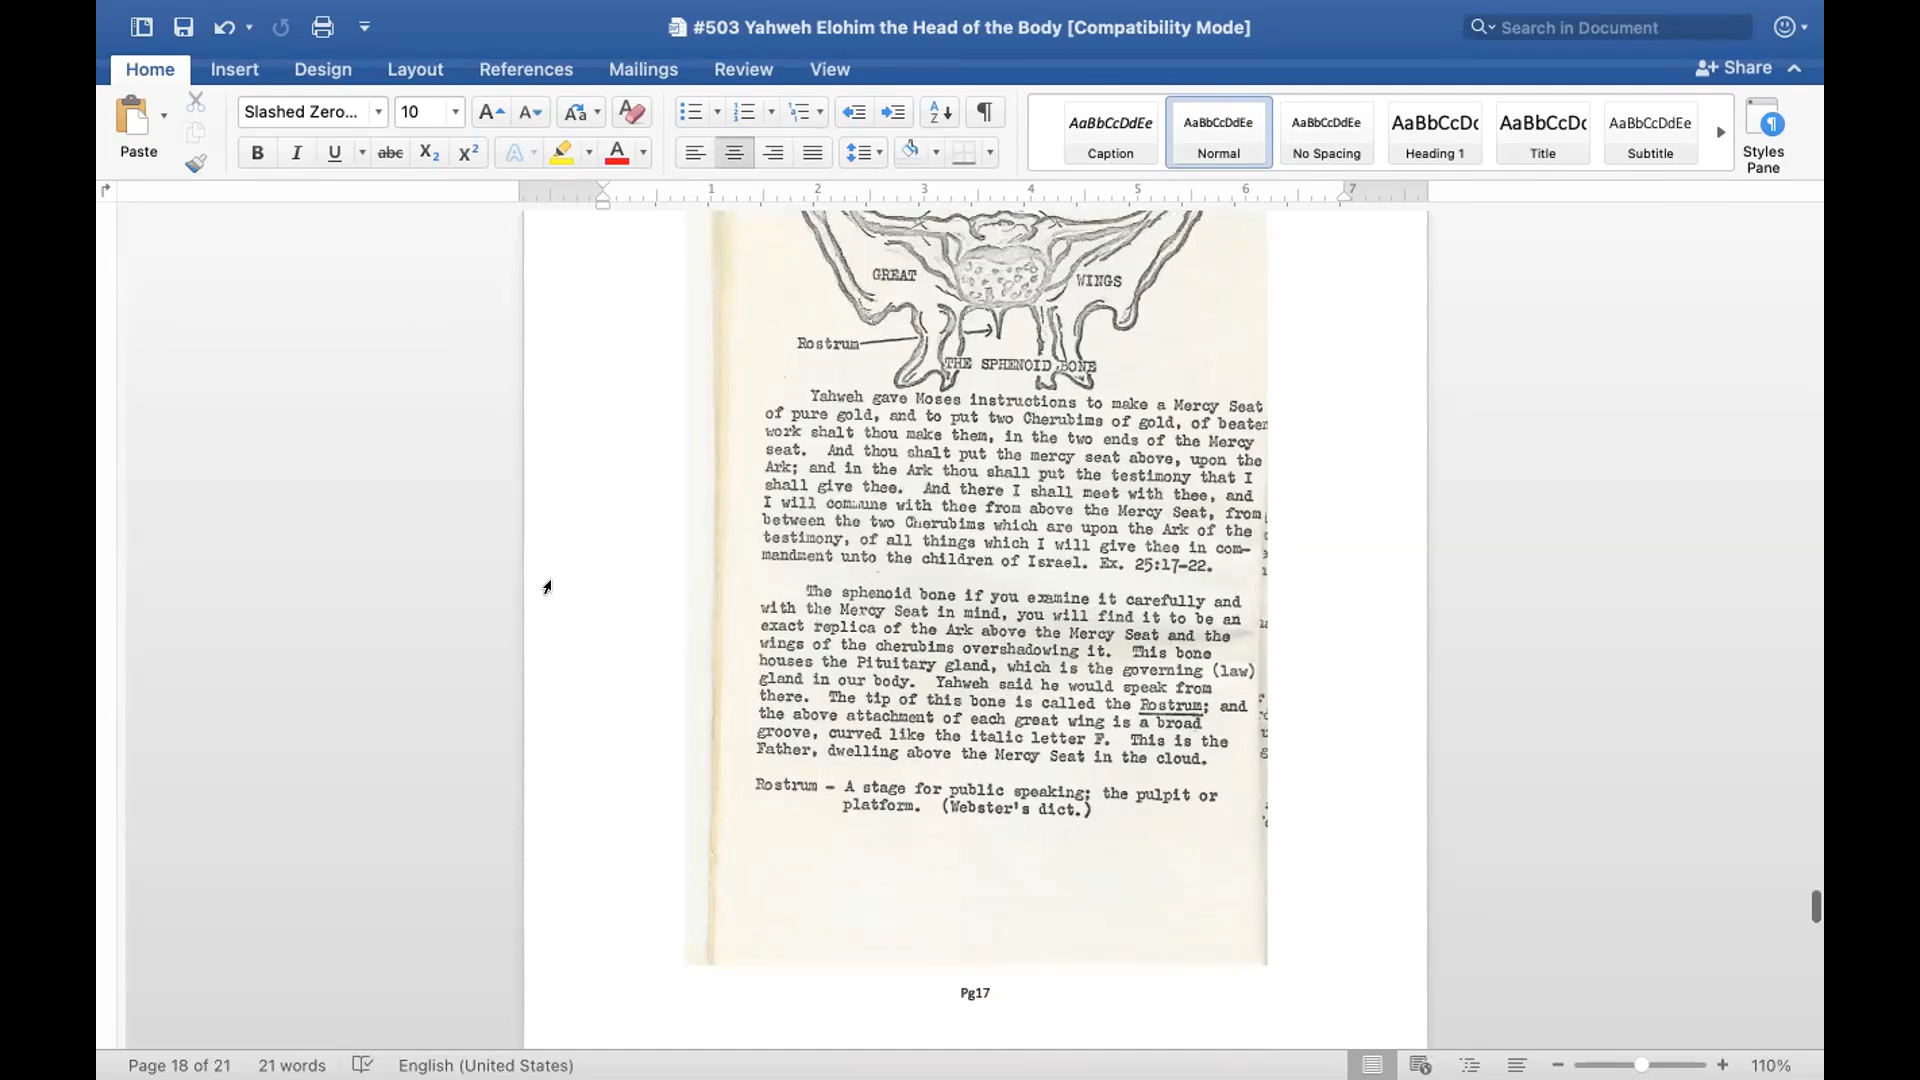 #503 Yahweh Elohim the Head of the Body [Compatibility Mode]
Search in Document
Home Insert Design Layout References Mailings Review View
Share
Paste
Slashed Zero... 10
AaBbCcDdEe AaBbCcDdEe AaBbCcDdEe AaBbCcDc AaBbCcDc AaBbCcDdEe
Caption Normal No Spacing Heading 1 Title Subtitle
Styles
Pane
1 2 3 4 5 6 7
GREAT WINGS
Rostrum
THE SPHENOID BONE
Yahweh gave Moses instructions to make a Mercy Seat
of pure gold, and to put two Cherubims of gold, of beaten
work shalt thou make them, in the two ends of the Mercy
seat. And thou shalt put the mercy seat above, upon the
Ark; and in the Ark thou shall put the testimony that I
shall give thee. And there I shall meet with thee, and
I will commune with thee from above the Mercy Seat, from
between the two Cherubims which are upon the Ark of the
testimony, of all things which I will give thee in com-
mandment unto the children of Israel. Ex. 25:17-22.
The sphenoid bone if you examine it carefully and
with the Mercy Seat in mind, you will find it to be an
exact replica of the Ark above the Mercy Seat and the
wings of the cherubims overshadowing it. This bone
houses the Pituitary gland, which is the governing (law)
gland in our body. Yahweh said he would speak from
there. The tip of this bone is called the Rostrum; and
the above attachment of each great wing is a broad
groove, curved like the italic letter F. This is the
Father, dwelling above the Mercy Seat in the cloud.
Rostrum - A stage for public speaking; the pulpit or
platform. (Webster's dict.)
Pg17
Page 18 of 21 21 words English (United States) 110%